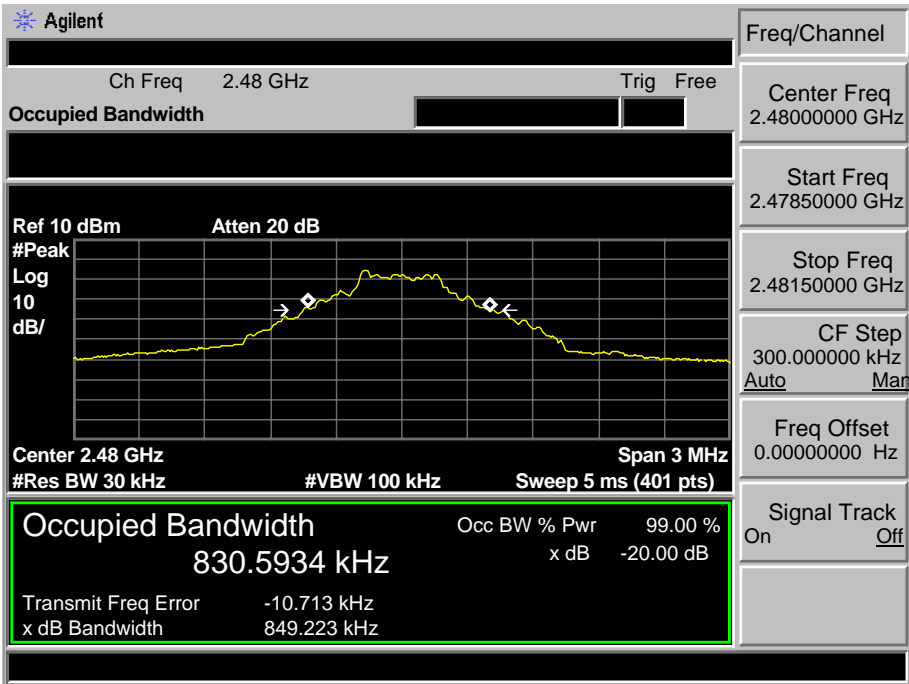 Agilent
Freq/Channel
Ch Freq 2.48 GHz Trig Free
Occupied Bandwidth
Center Freq
2.48000000 GHz
Start Freq
2.47850000 GHz
Stop Freq
2.48150000 GHz
CF Step
300.000000 kHz
Auto Man
Freq Offset
0.00000000 Hz
Signal Track
On Off
Ref 10 dBm Atten 20 dB
#Peak
Log
10
dB/
Center 2.48 GHz Span 3 MHz
#Res BW 30 kHz #VBW 100 kHz Sweep 5 ms (401 pts)
Occupied Bandwidth Occ BW % Pwr 99.00 %
830.5934 kHz x dB -20.00 dB
Transmit Freq Error -10.713 kHz
x dB Bandwidth 849.223 kHz